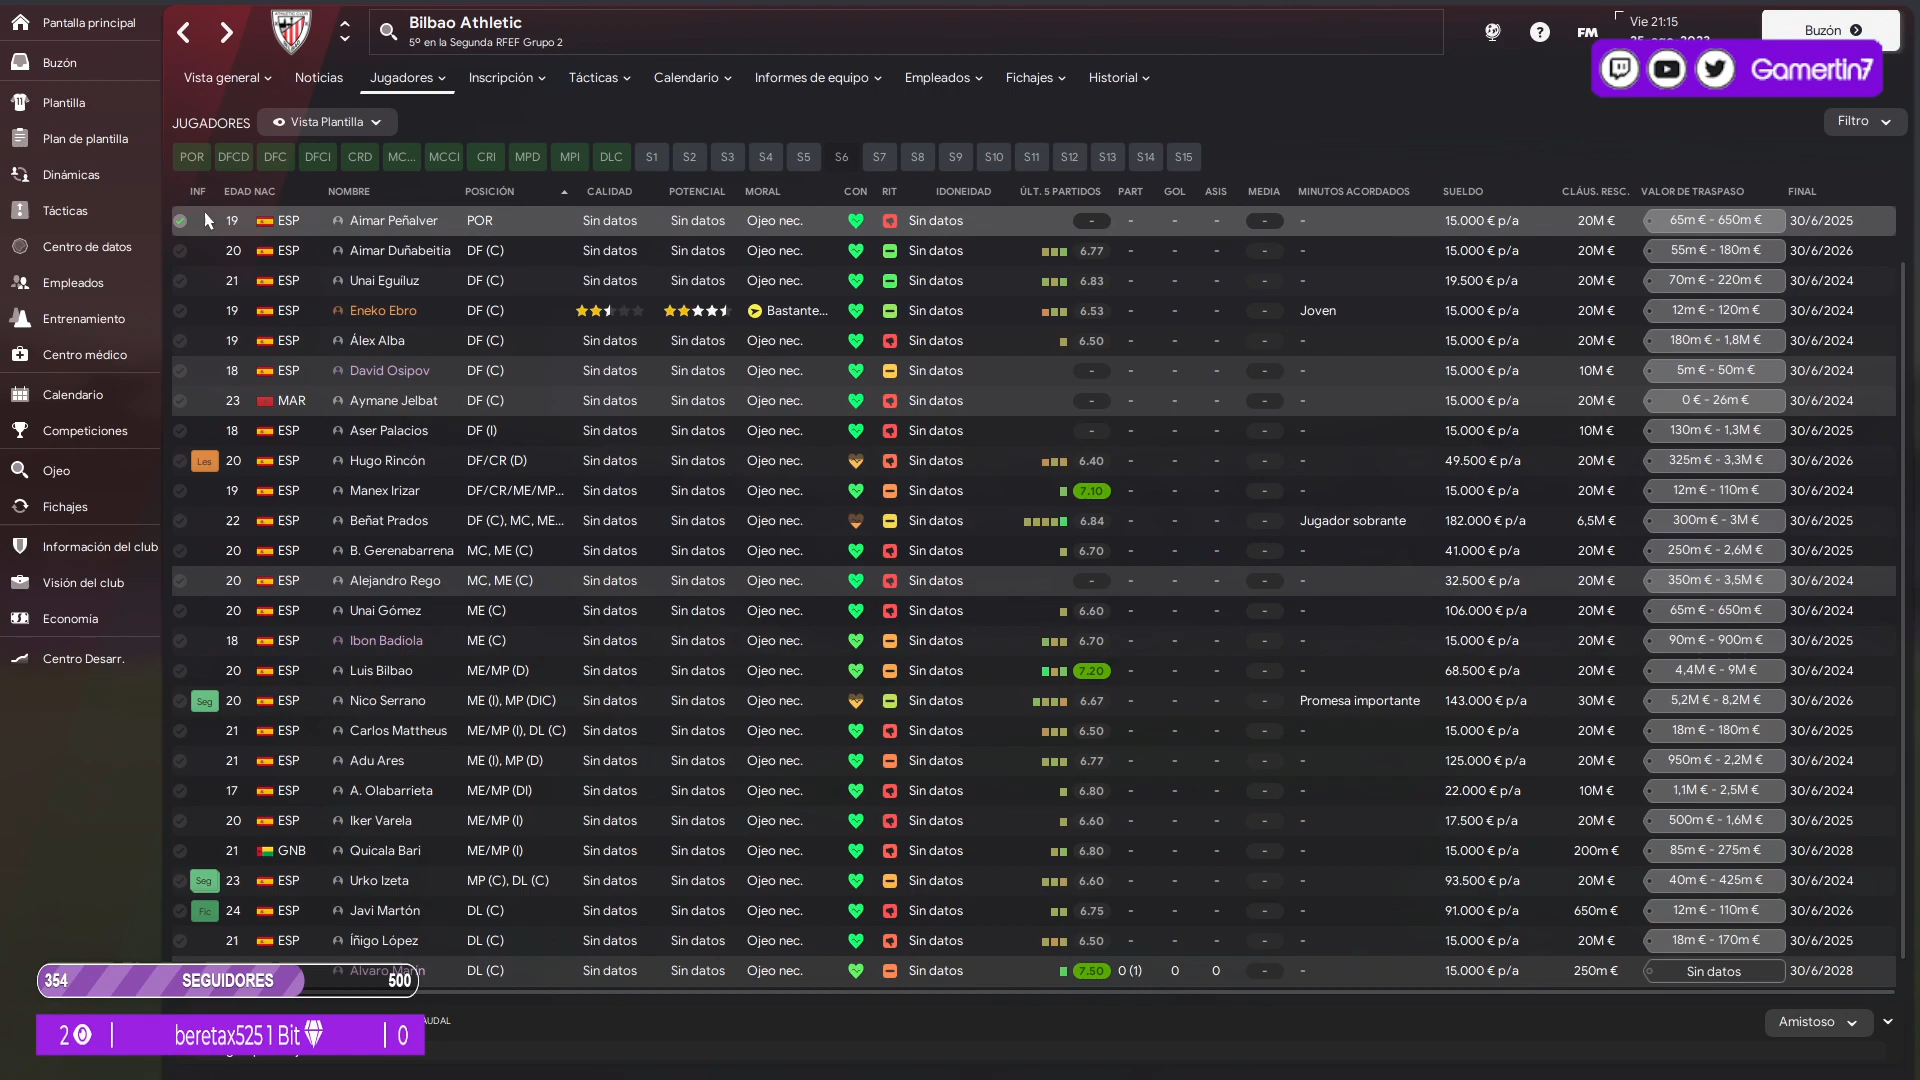 Pantalla principal
Buzón
Plantilla
Plan de plantilla
Dinámicas
Tácticas
Centro de datos
Empleados
Entrenamiento
Centro médico
Calendario
Competiciones
Ojeo
Fichajes
Información del club
Visión del club
Economía
Centro Desarr.
Bilbao Athletic
5º en la Segunda RFEF Grupo 2
FM
Vie 21:15
Buzón
Gamertin7
Vista general Noticias Jugadores Inscripción Tácticas Calendario Informes de equipo Empleados Fichajes Historial
JUGADORES Vista Plantilla Filtro
POR DFCD DFC DFCI CRD MC... MCCI CRI MPD MPI DLC S1 S2 S3 S4 S5 S6 S7 S8 S9 S10 S11 S12 S13 S14 S15
INF EDAD NAC NOMBRE POSICIÓN CALIDAD POTENCIAL MORAL CON RIT IDONEIDAD ÚLT. 5 PARTIDOS PART GOL ASIS MEDIA MINUTOS ACORDADOS SUELDO CLÁUS. RESC. VALOR DE TRASPASO FINAL
19 ESP Aimar Peñalver POR Sin datos Sin datos Ojeo nec. Sin datos - - - 15.000 € p/a 20M € 65m € - 650m € 30/6/2025
20 ESP Aimar Duñabeitia DF (C) Sin datos Sin datos Ojeo nec. Sin datos 6.77 - - - - - 15.000 € p/a 20M € 55m € - 180m € 30/6/2026
21 ESP Unai Eguíluz DF (C) Sin datos Sin datos Ojeo nec. Sin datos 6.83 - - - - - 19.500 € p/a 20M € 70m € - 220m € 30/6/2024
19 ESP Eneko Ebro DF (C) Bastante... Sin datos 6.53 - - - - Joven 15.000 € p/a 20M € 12m € - 120m € 30/6/2024
19 ESP Álex Alba DF (C) Sin datos Sin datos Ojeo nec. Sin datos 6.50 - - - - - 15.000 € p/a 20M € 180m € - 1,8M € 30/6/2024
18 ESP David Osipov DF (C) Sin datos Sin datos Ojeo nec. Sin datos - - - - - - 15.000 € p/a 10M € 5m € - 50m € 30/6/2024
23 MAR Aymane Jelbat DF (C) Sin datos Sin datos Ojeo nec. Sin datos - - - - - - 15.000 € p/a 20M € 0 € - 26m € 30/6/2024
18 ESP Aser Palacios DF (I) Sin datos Sin datos Ojeo nec. Sin datos - - - - - - 15.000 € p/a 10M € 130m € - 1,3M € 30/6/2025
Les 20 ESP Hugo Rincón DF/CR (D) Sin datos Sin datos Ojeo nec. Sin datos 6.40 - - - - - 49.500 € p/a 20M € 325m € - 3,3M € 30/6/2026
19 ESP Manex Irizar DF/CR/ME/MP... Sin datos Sin datos Ojeo nec. Sin datos 7.10 - - - - - 15.000 € p/a 20M € 12m € - 110m € 30/6/2024
22 ESP Beñat Prados DF (C), MC, ME... Sin datos Sin datos Ojeo nec. Sin datos 6.84 - - - - Jugador sobrante 182.000 € p/a 6,5M € 300m € - 3M € 30/6/2025
20 ESP B. Gerenabarrena MC, ME (C) Sin datos Sin datos Ojeo nec. Sin datos 6.70 - - - - - 41.000 € p/a 20M € 250m € - 2,6M € 30/6/2025
20 ESP Alejandro Rego MC, ME (C) Sin datos Sin datos Ojeo nec. Sin datos - - - - - - 32.500 € p/a 20M € 350m € - 3,5M € 30/6/2024
20 ESP Unai Gómez ME (C) Sin datos Sin datos Ojeo nec. Sin datos 6.60 - - - - - 106.000 € p/a 20M € 65m € - 650m € 30/6/2024
18 ESP Ibon Badiola ME (C) Sin datos Sin datos Ojeo nec. Sin datos 6.70 - - - - - 15.000 € p/a 20M € 90m € - 900m € 30/6/2025
20 ESP Luis Bilbao ME/MP (D) Sin datos Sin datos Ojeo nec. Sin datos 7.20 - - - - - 68.500 € p/a 20M € 4,4M € - 9M € 30/6/2024
Seg 20 ESP Nico Serrano ME (I), MP (DIC) Sin datos Sin datos Ojeo nec. Sin datos 6.67 - - - - Promesa importante 143.000 € p/a 30M € 5,2M € - 8,2M € 30/6/2026
21 ESP Carlos Mattheus ME/MP (I), DL (C) Sin datos Sin datos Ojeo nec. Sin datos 6.50 - - - - - 15.000 € p/a 20M € 18m € - 180m € 30/6/2025
21 ESP Adu Ares ME (I), MP (D) Sin datos Sin datos Ojeo nec. Sin datos 6.77 - - - - - 125.000 € p/a 20M € 950m € - 2,2M € 30/6/2024
17 ESP A. Olabarrieta ME/MP (DI) Sin datos Sin datos Ojeo nec. Sin datos 6.80 - - - - - 22.000 € p/a 10M € 1,1M € - 2,5M € 30/6/2024
20 ESP Iker Varela ME/MP (I) Sin datos Sin datos Ojeo nec. Sin datos 6.60 - - - - - 17.500 € p/a 20M € 500m € - 1,6M € 30/6/2025
21 GNB Quicala Bari ME/MP (I) Sin datos Sin datos Ojeo nec. Sin datos 6.80 - - - - - 15.000 € p/a 200m € 85m € - 275m € 30/6/2028
Seg 23 ESP Urko Izeta MP (C), DL (C) Sin datos Sin datos Ojeo nec. Sin datos 6.60 - - - - - 93.500 € p/a 20M € 40m € - 425m € 30/6/2024
Fic 24 ESP Javi Martón DL (C) Sin datos Sin datos Ojeo nec. Sin datos 6.75 - - - - - 91.000 € p/a 650m € 12m € - 110m € 30/6/2026
21 ESP Íñigo López DL (C) Sin datos Sin datos Ojeo nec. Sin datos 6.50 - - - - - 15.000 € p/a 20M € 18m € - 170m € 30/6/2025
Álvaro Marín DL (C) Sin datos Sin datos Ojeo nec. Sin datos 7.50 0 (1) 0 0 - - 15.000 € p/a 250m € Sin datos 30/6/2028
354 SEGUIDORES 500
2 beretax525 1 Bit 0
AUDAL
Amistoso